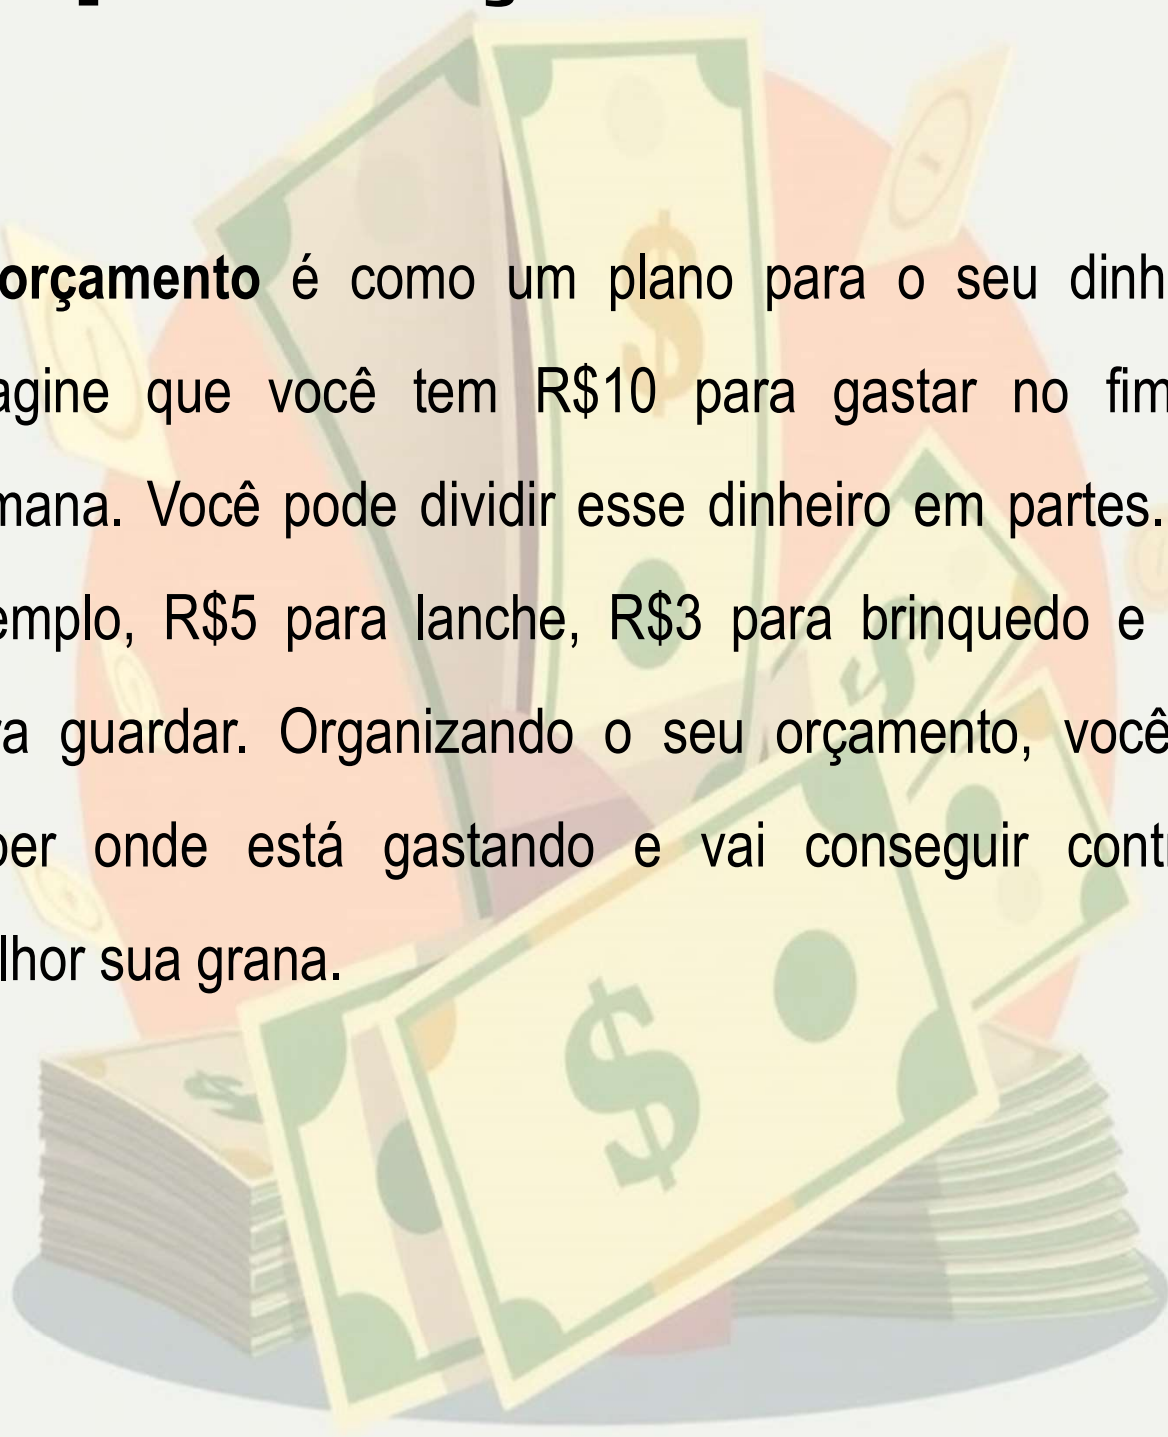 orçamento é como um plano para o seu dinh
agine que você tem R$10 para gastar no fim
mana. Você pode dividir esse dinheiro em partes.
emplo, R$5 para lanche, R$3 para brinquedo e
a guardar. Organizando o seu orçamento, você
ber onde está gastando e vai conseguir cont
lhor sua grana.